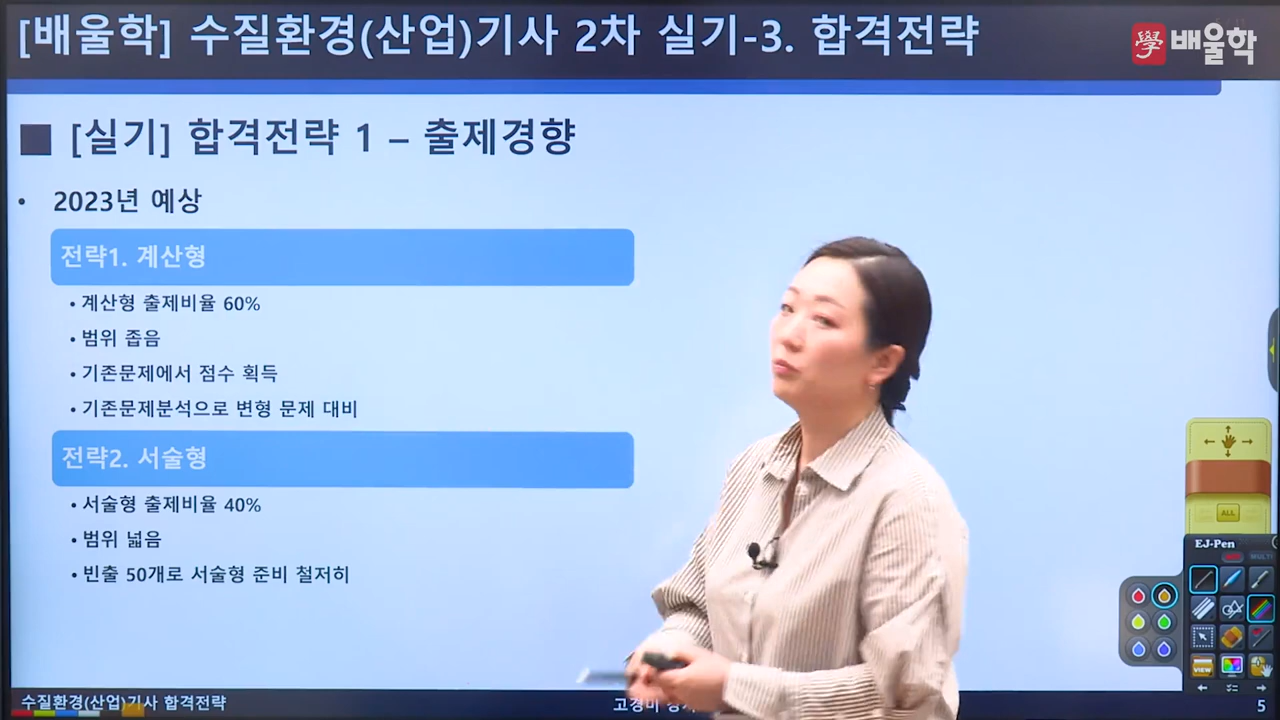 [배울학] 수질환경(산업)기사 2차 실기-3. 합격전략
學 배울학
■ [실기] 합격전략 1 – 출제경향
• 2023년 예상
전략1. 계산형
• 계산형 출제비율 60%
• 범위 좁음
• 기존문제에서 점수 획득
• 기존문제분석으로 변형 문제 대비
전략2. 서술형
• 서술형 출제비율 40%
• 범위 넓음
• 빈출 50개로 서술형 준비 철저히
ALL
EJ-Pen
VIEW
수질환경(산업)기사 합격전략
고경미
5